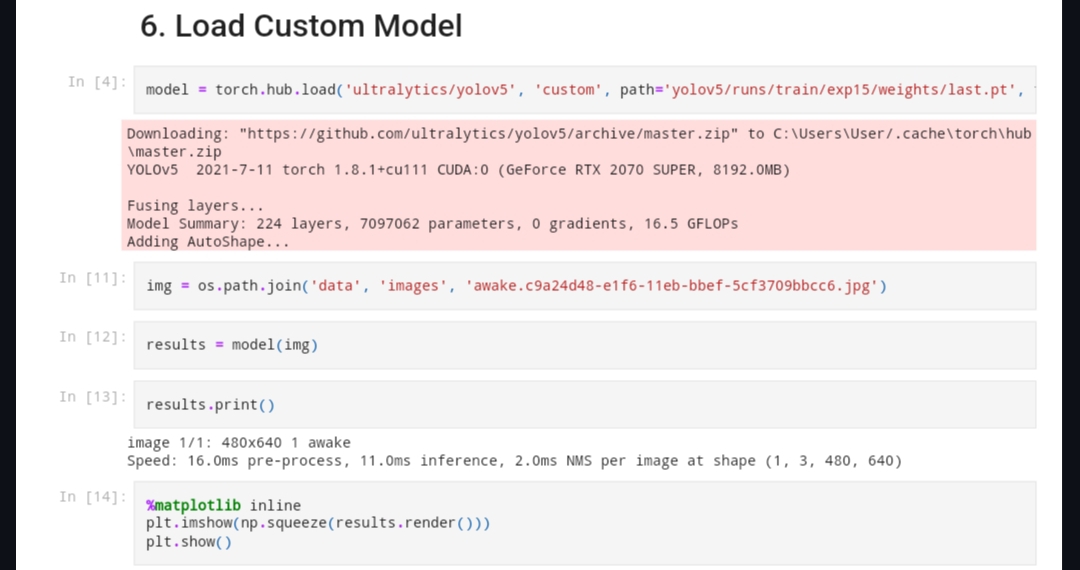 6. Load Custom Model
In [4]:
model = torch.hub.load('ultralytics/yolov5', 'custom', path='yolov5/runs/train/exp15/weights/last.pt',
Downloading: "https://github.com/ultralytics/yolov5/archive/master.zip" to C:\Users\User/.cache\torch\hub
\master.zip
YOLOv5  2021-7-11 torch 1.8.1+cu111 CUDA:0 (GeForce RTX 2070 SUPER, 8192.0MB)
Fusing layers...
Model Summary: 224 layers, 7097062 parameters, 0 gradients, 16.5 GFLOPs
Adding AutoShape...
In [11]:
img = os.path.join('data', 'images', 'awake.c9a24d48-e1f6-11eb-bbef-5cf3709bbcc6.jpg')
In [12]:
results = model(img)
In [13]:
results.print()
image 1/1: 480x640 1 awake
Speed: 16.0ms pre-process, 11.0ms inference, 2.0ms NMS per image at shape (1, 3, 480, 640)
In [14]:
%matplotlib inline
plt.imshow(np.squeeze(results.render()))
plt.show()